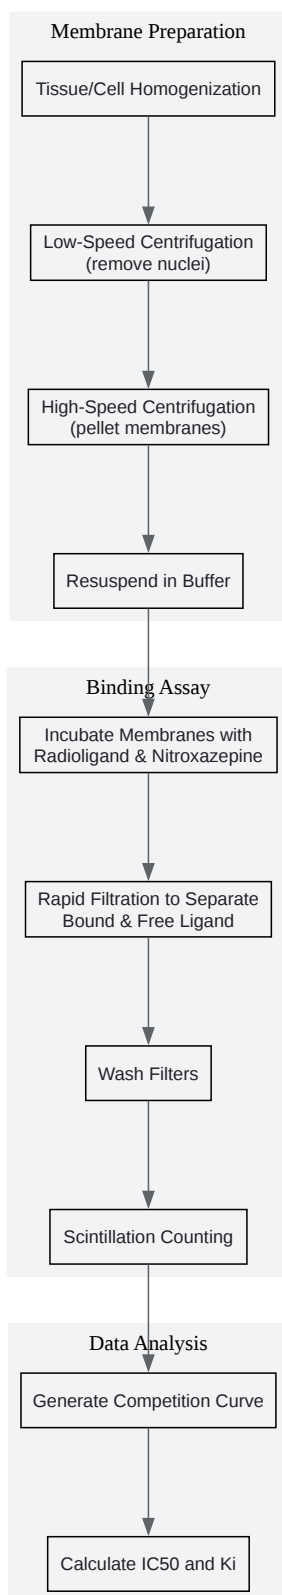 Membrane Preparation
Tissue/Cell Homogenization
Low-Speed Centrifugation
(remove nuclei)
High-Speed Centrifugation
(pellet membranes)
Resuspend in Buffer
Binding Assay
Incubate Membranes with
Radioligand & Nitroxazepine
Rapid Filtration to Separate
Bound & Free Ligand
Wash Filters
Scintillation Counting
Data Analysis
Generate Competition Curve
Calculate IC50 and Ki